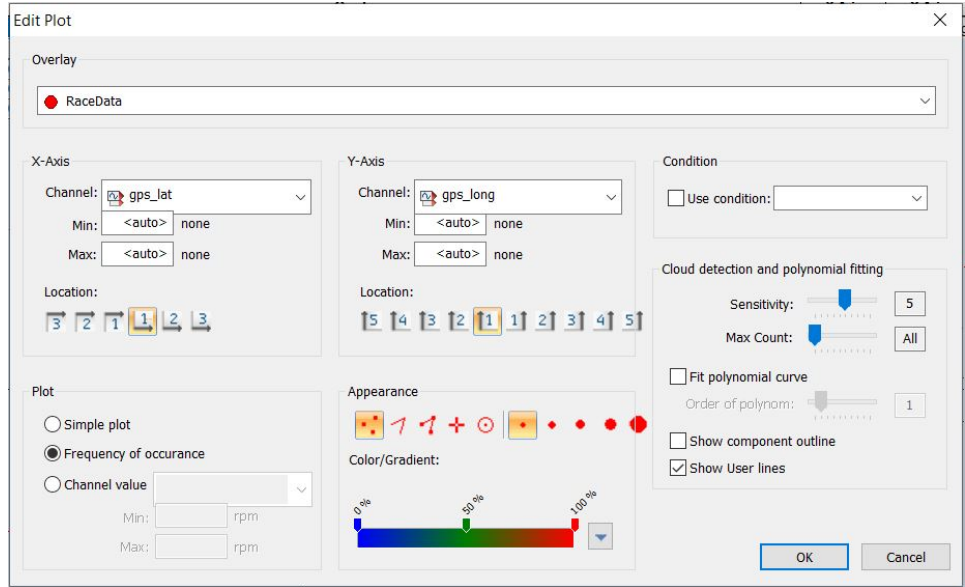 Edit Plot
Overlay
RaceData
X-Axis
Channel: gps_lat
Min: <auto> none
Max: <auto> none
Location:
3 2 1 1 2 3
Y-Axis
Channel: gps_long
Min: <auto> none
Max: <auto> none
Location:
5 4 3 2 1 1 2 3 4 5
Condition
Use condition:
Cloud detection and polynomial fitting
Sensitivity: 5
Max Count: All
Fit polynomial curve
Order of polynom: 1
Show component outline
Show User lines
Plot
Simple plot
Frequency of occurance
Channel value
Min: rpm
Max: rpm
Appearance
Color/Gradient:
0 % 50 % 100 %
OK Cancel